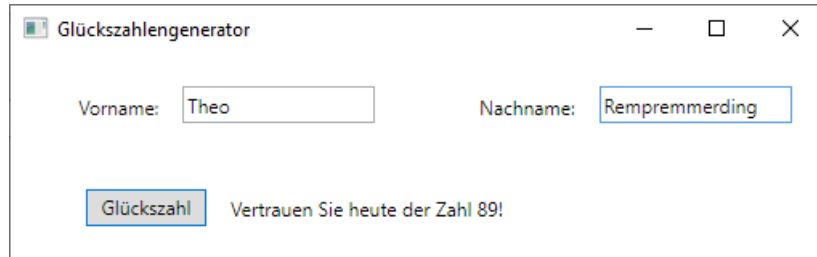 Glückszahlengenerator
Vorname: Theo Nachname: Rempremmerding
Glückszahl Vertrauen Sie heute der Zahl 89!